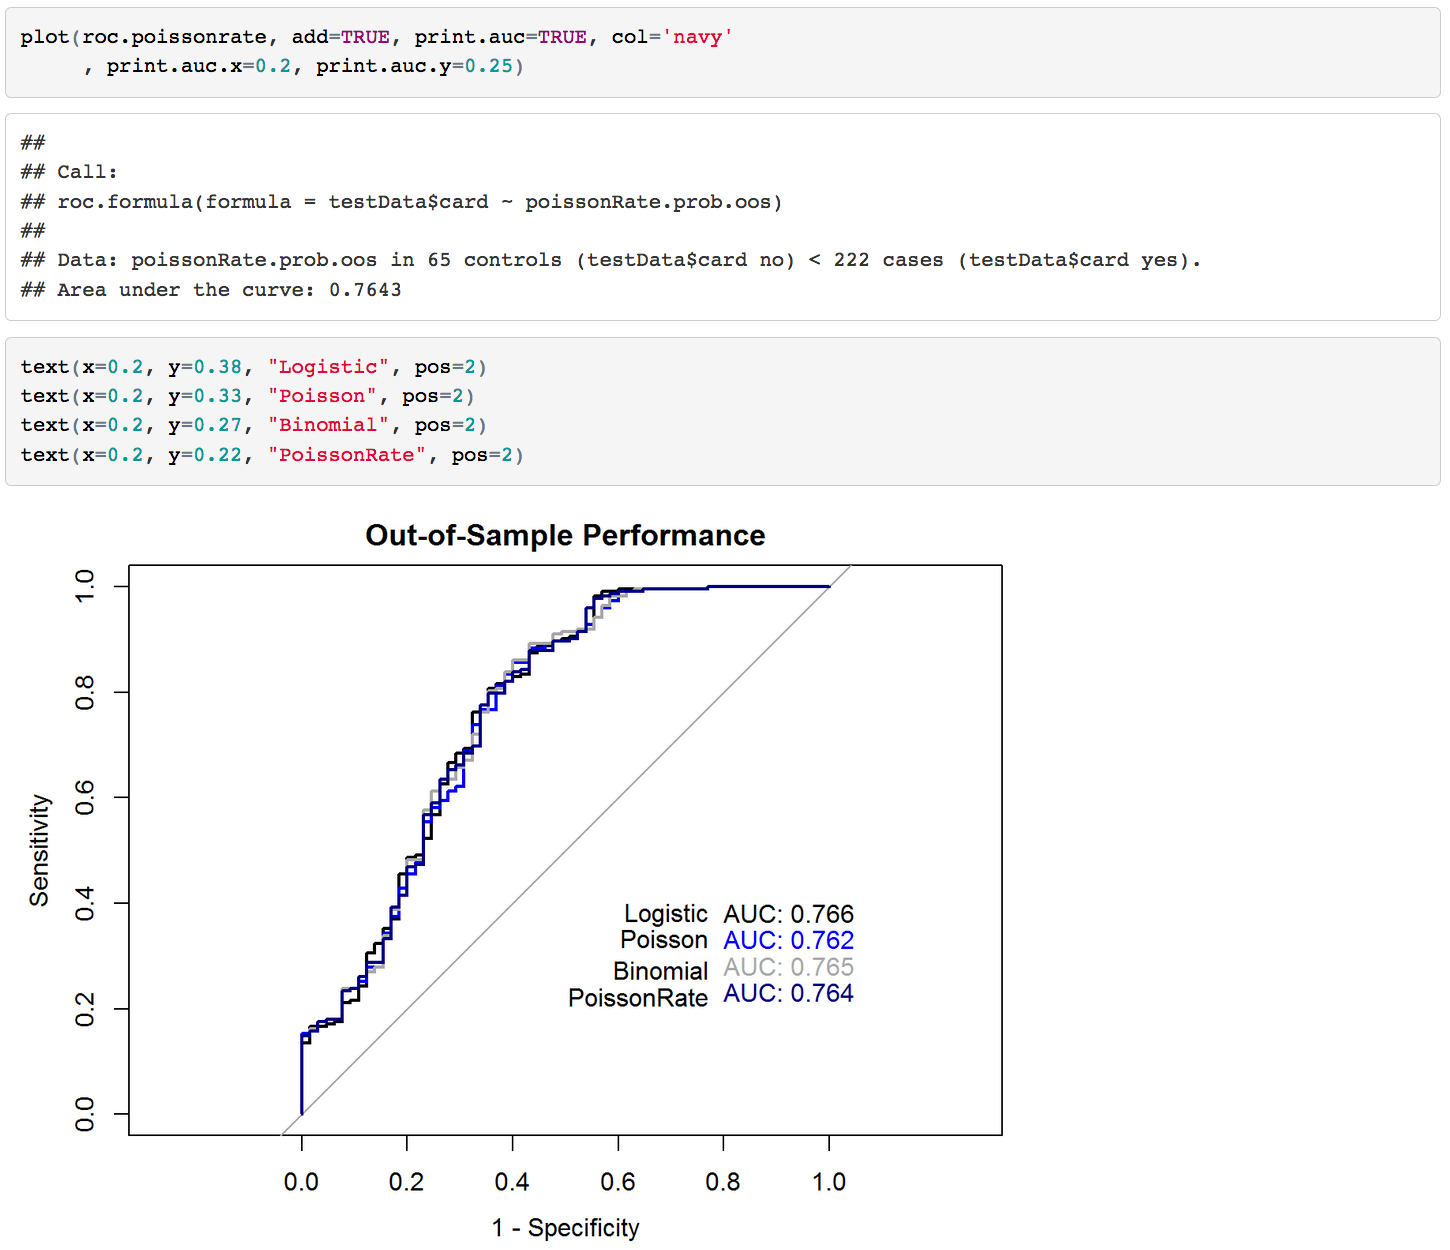 plot(roc.poissonrate, add=TRUE, print.auc=TRUE, col='navy'
     , print.auc.x=0.2, print.auc.y=0.25)
##
## Call:
## roc.formula(formula = testData$card ~ poissonRate.prob.oos)
##
## Data: poissonRate.prob.oos in 65 controls (testData$card no) < 222 cases (testData$card yes).
## Area under the curve: 0.7643
text(x=0.2, y=0.38, "Logistic", pos=2)
text(x=0.2, y=0.33, "Poisson", pos=2)
text(x=0.2, y=0.27, "Binomial", pos=2)
text(x=0.2, y=0.22, "PoissonRate", pos=2)
Out-of-Sample Performance
1.0
0.8
0.6
0.4
0.2
0.0
Sensitivity
Logistic AUC: 0.766
Poisson AUC: 0.762
Binomial AUC: 0.765
PoissonRate AUC: 0.764
0.0 0.2 0.4 0.6 0.8 1.0
1 - Specificity